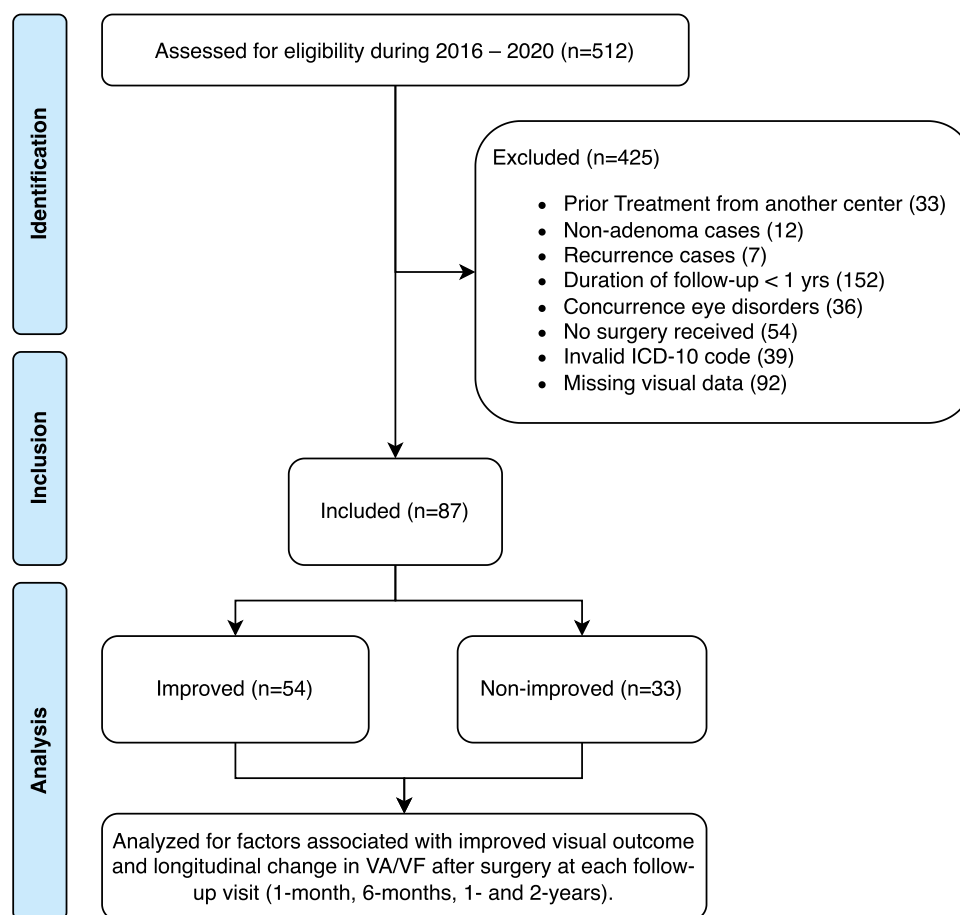 Identification
Assessed for eligibility during 2016 – 2020 (n=512)
Excluded (n=425)
• Prior Treatment from another center (33)
• Non-adenoma cases (12)
• Recurrence cases (7)
• Duration of follow-up < 1 yrs (152)
• Concurrence eye disorders (36)
• No surgery received (54)
• Invalid ICD-10 code (39)
• Missing visual data (92)
Inclusion
Included (n=87)
Analysis
Improved (n=54)
Non-improved (n=33)
Analyzed for factors associated with improved visual outcome
and longitudinal change in VA/VF after surgery at each follow-
up visit (1-month, 6-months, 1- and 2-years).